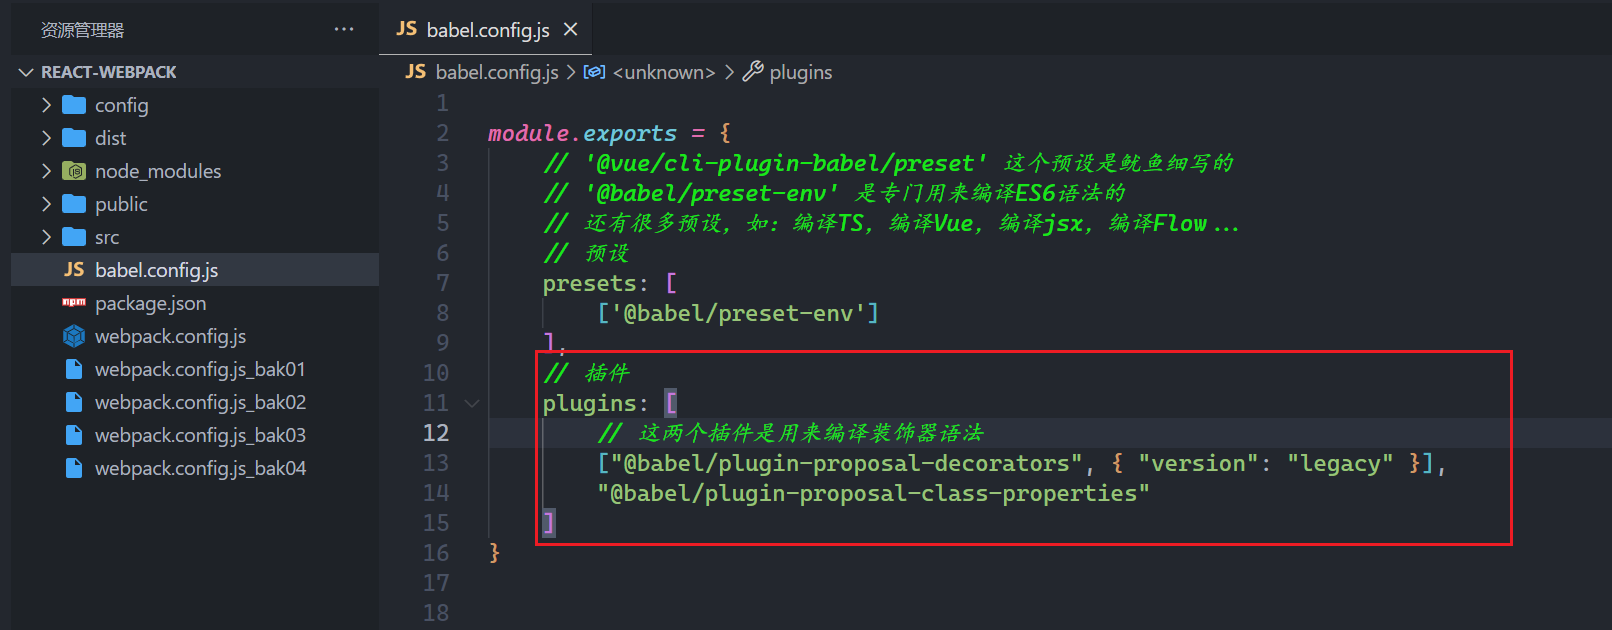 资源管理器
···
REACT-WEBPACK
config
dist
node_modules
public
src
JS babel.config.js
npm package.json
webpack.config.js
webpack.config.js_bak01
webpack.config.js_bak02
webpack.config.js_bak03
webpack.config.js_bak04
JS babel.config.js ×
JS babel.config.js > <unknown> > plugins
1
2 module.exports = {
3 // '@vue/cli-plugin-babel/preset' 这个预设是鱿鱼细写的
4 // '@babel/preset-env' 是专门用来编译ES6语法的
5 // 还有很多预设，如：编译TS，编译Vue，编译jsx，编译Flow...
6 // 预设
7 presets: [
8 ['@babel/preset-env']
9 ],
10 // 插件
11 plugins: [
12 // 这两个插件是用来编译装饰器语法
13 ["@babel/plugin-proposal-decorators", { "version": "legacy" }],
14 "@babel/plugin-proposal-class-properties"
15 ]
16 }
17
18